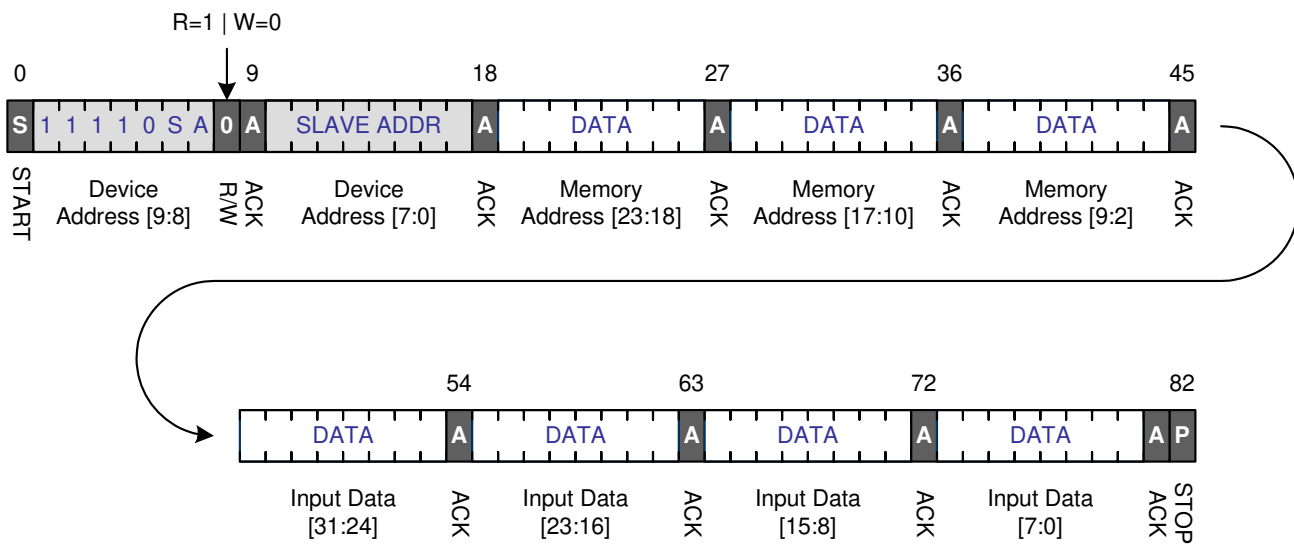 R=1 | W=0
0 9 18 27 36 45
S 1 1 1 1 0 S A 0 A SLAVE ADDR A DATA A DATA A DATA A
START Device Address [9:8] R/W ACK Device Address [7:0] ACK Memory Address [23:18] ACK Memory Address [17:10] ACK Memory Address [9:2] ACK
54 63 72 82
DATA A DATA A DATA A DATA A P
Input Data [31:24] ACK Input Data [23:16] ACK Input Data [15:8] ACK Input Data [7:0] ACK STOP